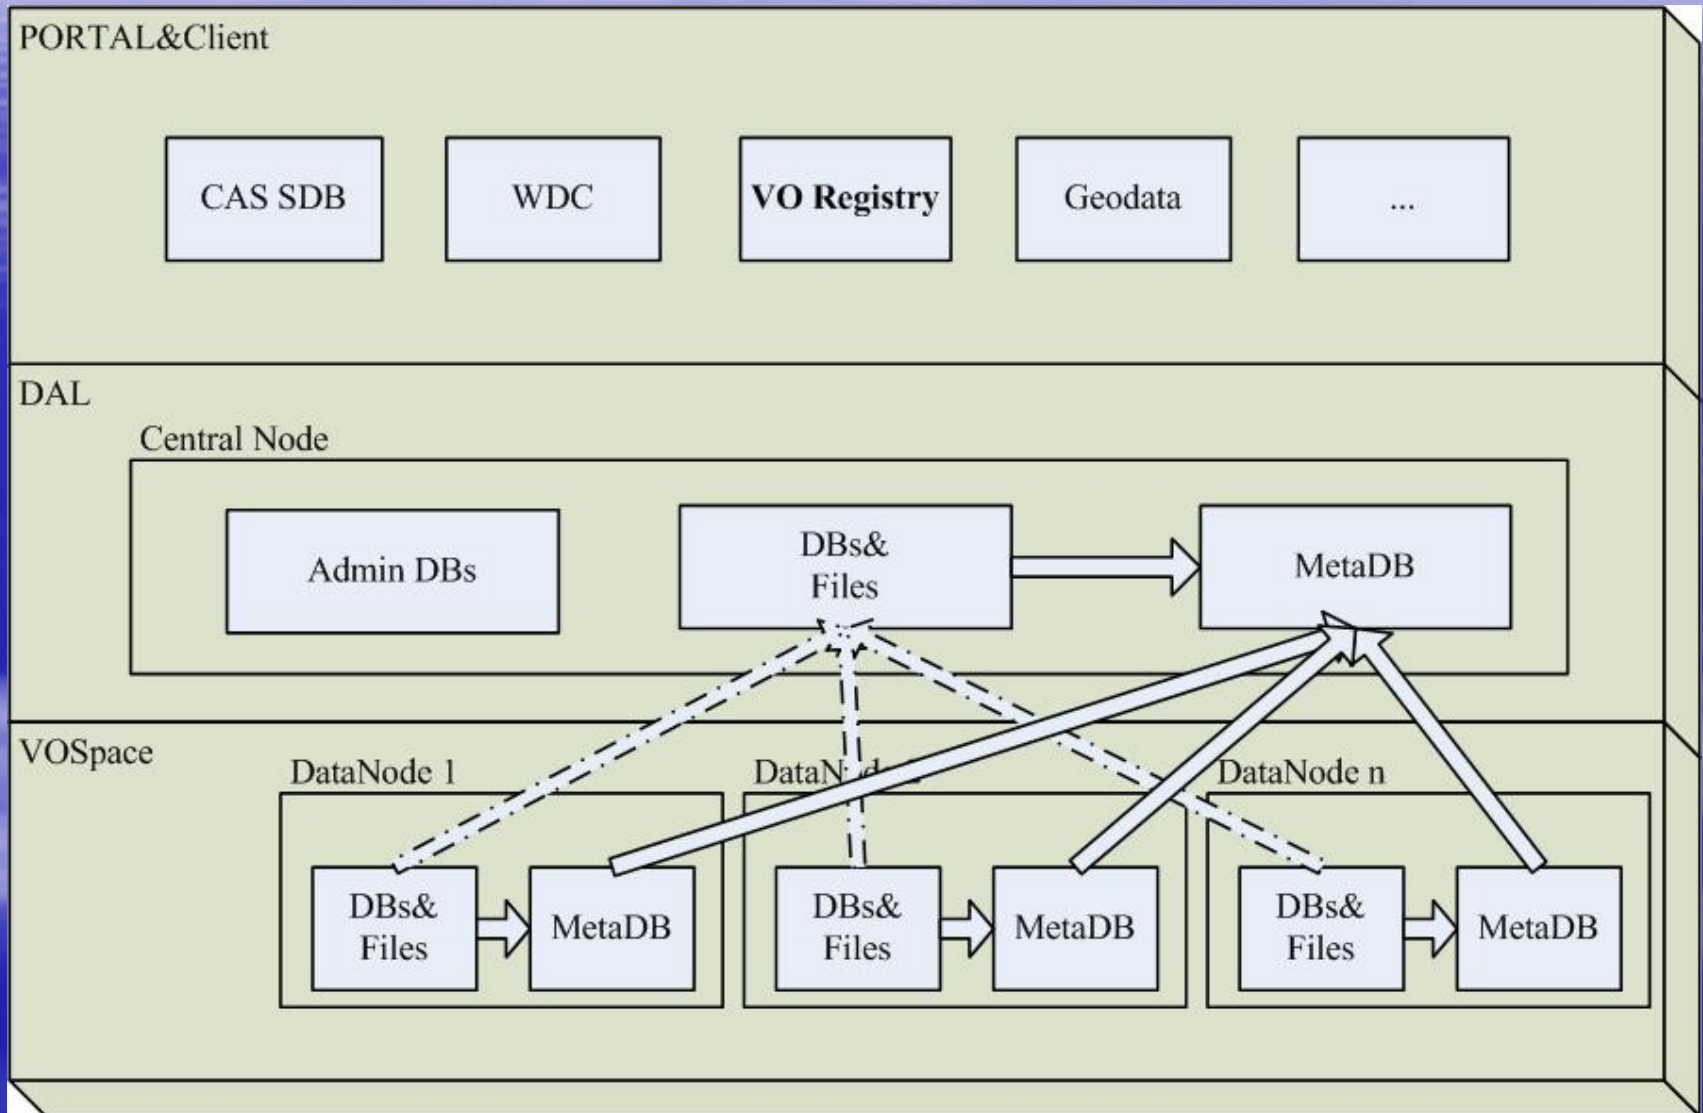 PORTAL&Client
CAS SDB
WDC
VO Registry
Geodata
...
DAL
Central Node
Admin DBs
DBs&
Files
MetaDB
VOSpace
DataNode 1
DataNode n
DBs&
Files
MetaDB
DBs&
Files
MetaDB
DBs&
Files
MetaDB